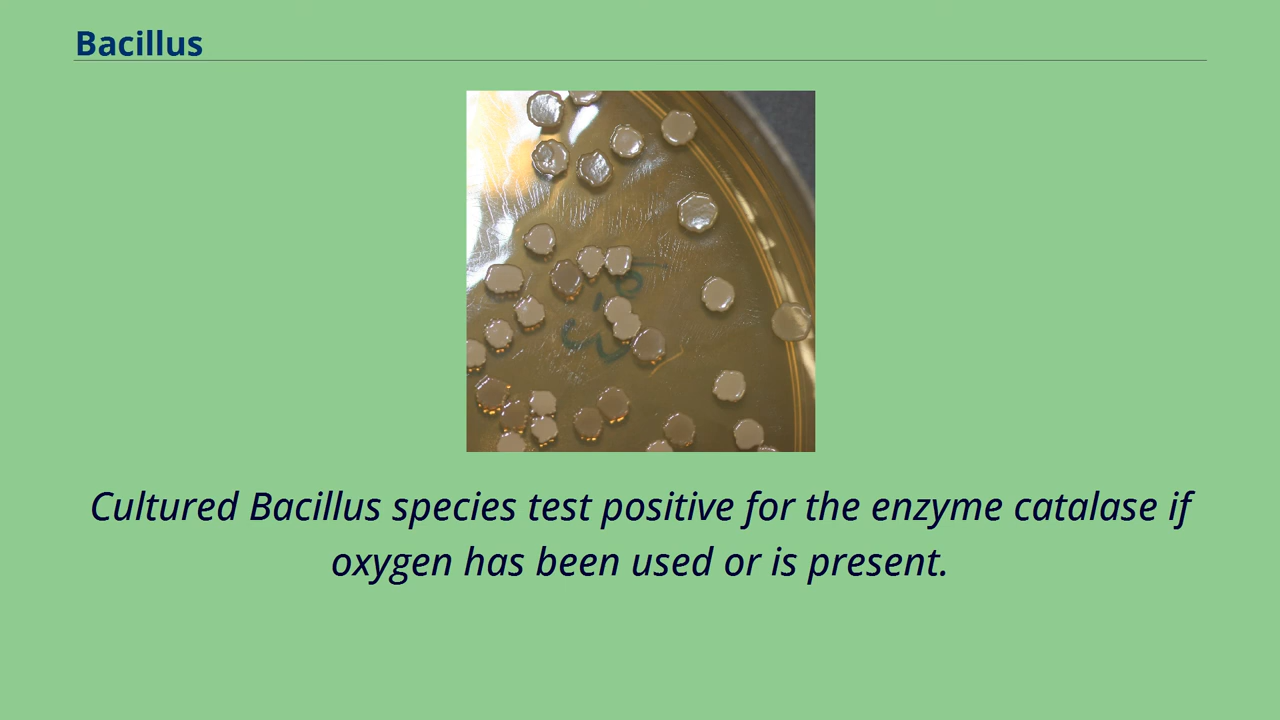 Bacillus
Cultured Bacillus species test positive for the enzyme catalase if
oxygen has been used or is present.